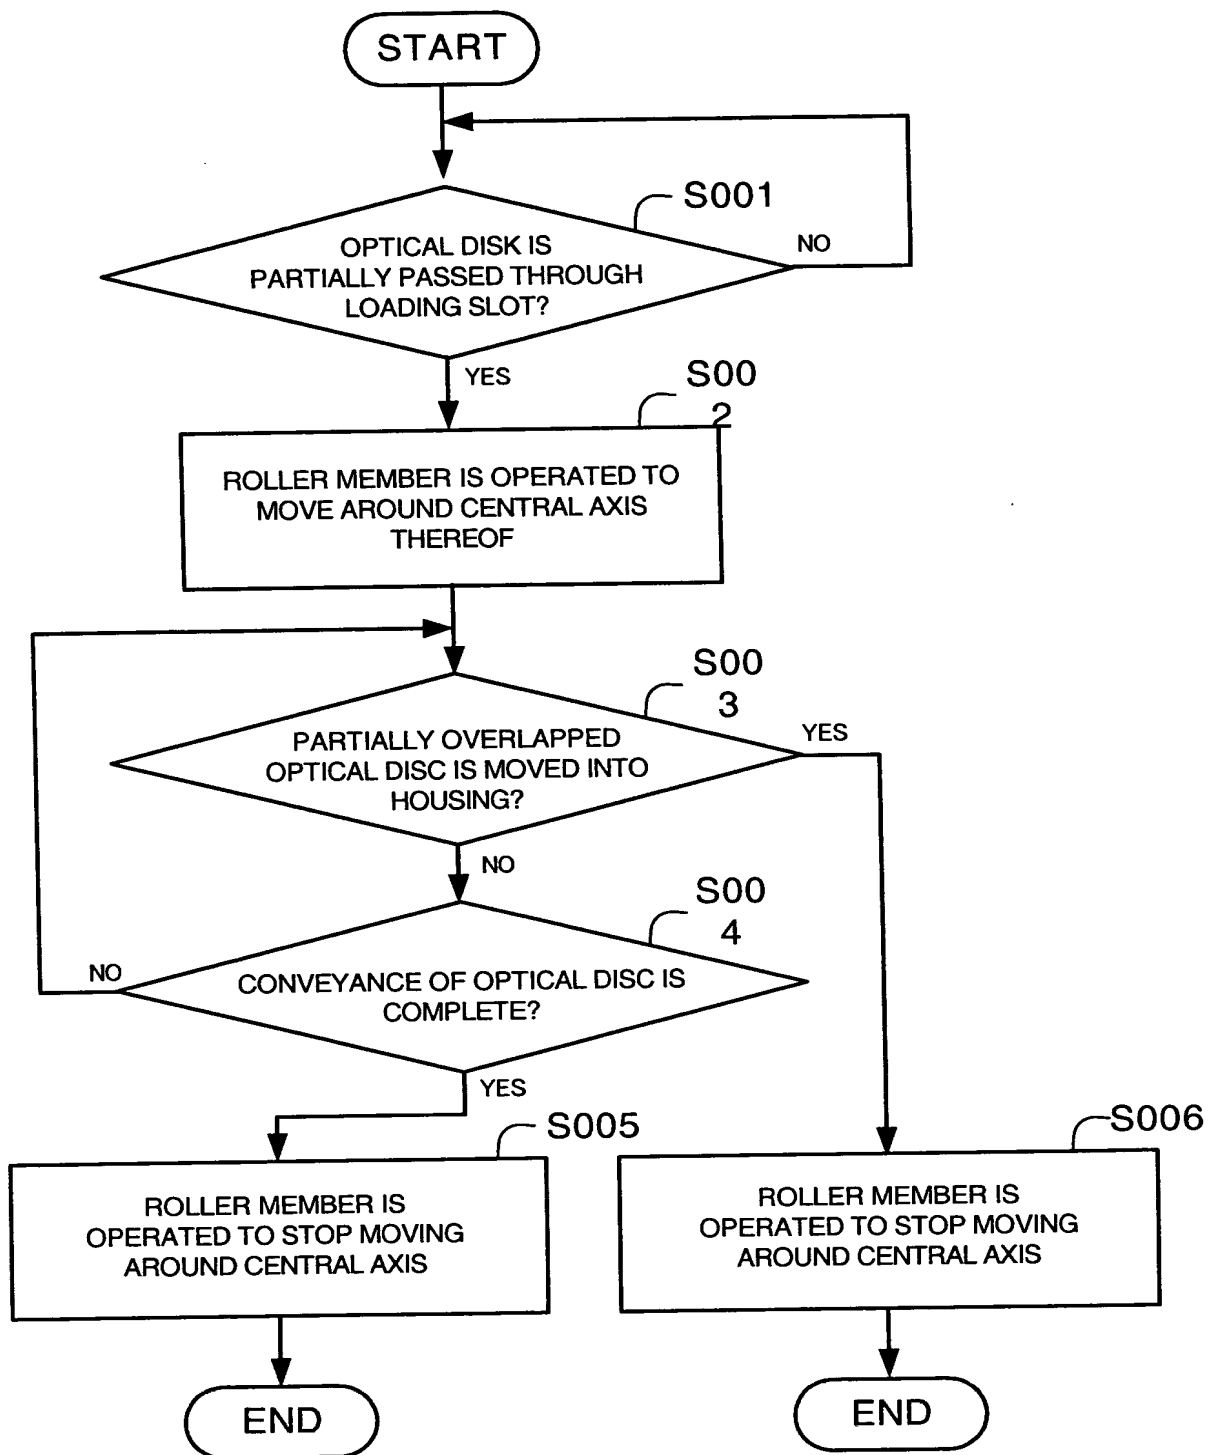 START
S001
OPTICAL DISK IS
PARTIALLY PASSED THROUGH
LOADING SLOT?
NO
YES
S00
2
ROLLER MEMBER IS OPERATED TO
MOVE AROUND CENTRAL AXIS
THEREOF
S00
3
PARTIALLY OVERLAPPED
OPTICAL DISC IS MOVED INTO
HOUSING?
YES
NO
S00
4
CONVEYANCE OF OPTICAL DISC IS
COMPLETE?
NO
YES
S005
ROLLER MEMBER IS
OPERATED TO STOP MOVING
AROUND CENTRAL AXIS
END
S006
ROLLER MEMBER IS
OPERATED TO STOP MOVING
AROUND CENTRAL AXIS
END